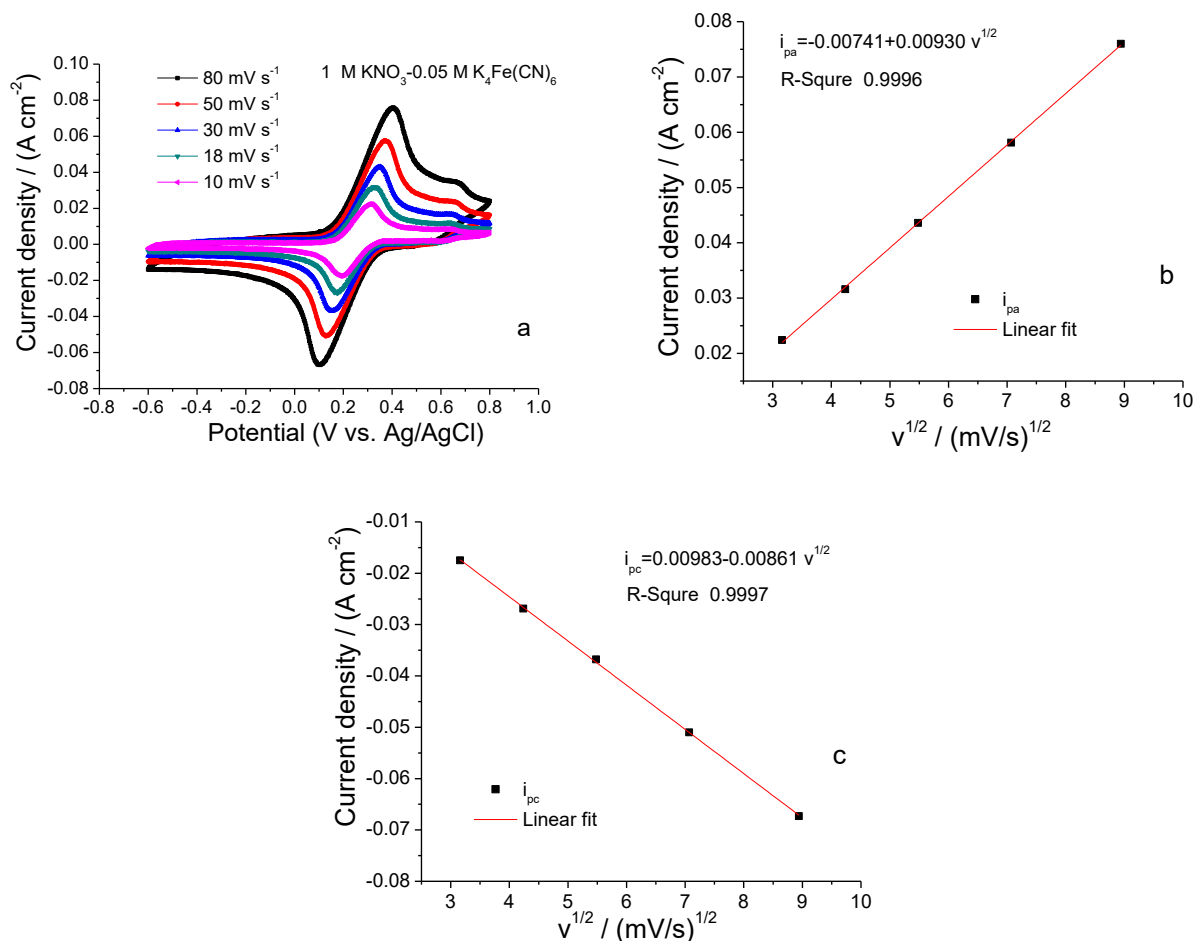 80 mV s⁻¹
50 mV s⁻¹
30 mV s⁻¹
18 mV s⁻¹
10 mV s⁻¹
1 M KNO₃-0.05 M K₄Fe(CN)₆
0.10
0.08
0.06
0.04
0.02
0.00
-0.02
-0.04
-0.06
-0.08
Current density / (A cm⁻²)
a
-0.8 -0.6 -0.4 -0.2 0.0 0.2 0.4 0.6 0.8 1.0
Potential (V vs. Ag/AgCl)
0.08
0.07
0.06
0.05
0.04
0.03
0.02
Current density / (A cm⁻²)
i_pa=-0.00741+0.00930 v^1/2
R-Squre 0.9996
b
i_pa
Linear fit
3 4 5 6 7 8 9 10
v^1/2 / (mV/s)^1/2
-0.01
-0.02
-0.03
-0.04
-0.05
-0.06
-0.07
-0.08
Current density / (A cm⁻²)
i_pc=0.00983-0.00861 v^1/2
R-Squre 0.9997
c
i_pc
Linear fit
3 4 5 6 7 8 9 10
v^1/2 / (mV/s)^1/2